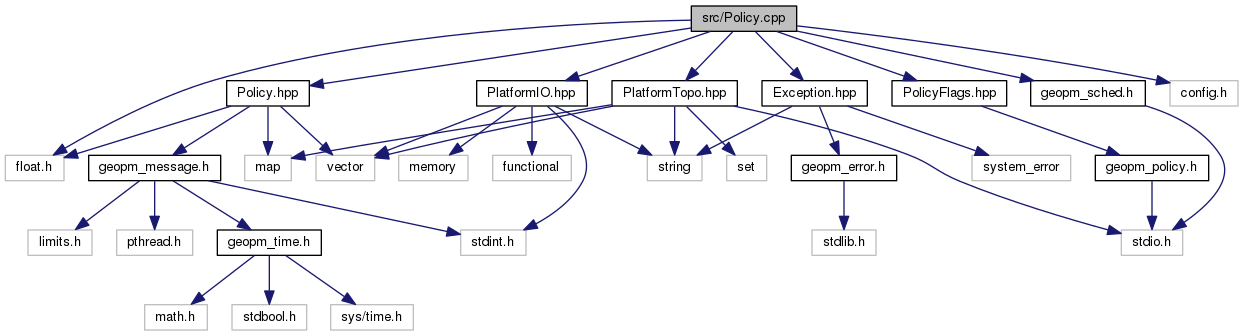 src/Policy.cpp
Policy.hpp
PlatformIO.hpp
PlatformTopo.hpp
Exception.hpp
PolicyFlags.hpp
geopm_sched.h
config.h
float.h
geopm_message.h
map
vector
memory
functional
string
set
geopm_error.h
system_error
geopm_policy.h
limits.h
pthread.h
geopm_time.h
stdint.h
stdlib.h
stdio.h
math.h
stdbool.h
sys/time.h